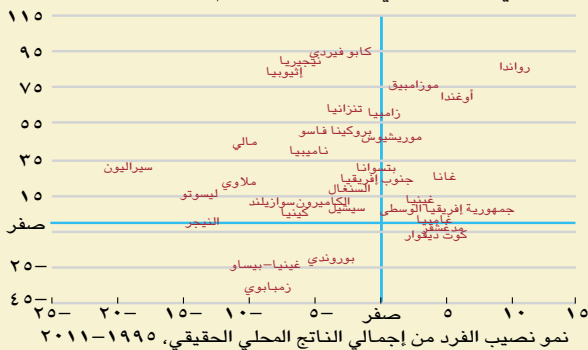 ١١٥
كابو فيردي
٩٥
نيجيريا
رواندا
إثيوبيا
موزامبيق
٧٥
أوغندا
تنزانيا
زامبيا
٥٥
بروكينا فاسو
موريشيوس
مالي
ناميبيا
٣٥
سيراليون
بتسوانا
غانا
جنوب إفريقيا
ملاوي
السنغال
ليسوتو
١٥
غينيا
الكاميرون
سوازيلند
سيشيل
جمهورية إفريقيا الوسطى
كينيا
غامبيا
النيجر
صفر
مدغشقر
كوت ديفوار
بوروندي
غينيا–بيساو
٢٥–
زمبابوي
٤٥–
٢٥– ٢٠– ١٥– ١٠– ٥– صفر ٥ ١٠ ١٥
نمو نصيب الفرد من إجمالي الناتج المحلي الحقيقي، ١٩٩٥–٢٠١١